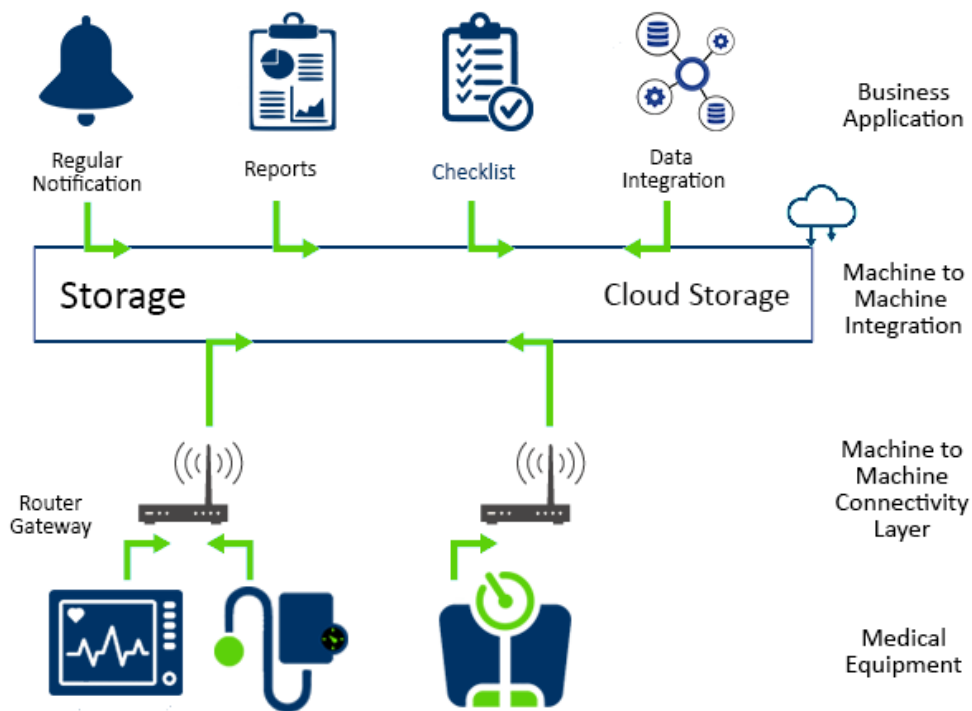 Regular
Notification
Reports
Checklist
Data
Integration
Business
Application
Storage
Cloud Storage
Machine to
Machine
Integration
Router
Gateway
Machine to
Machine
Connectivity
Layer
Medical
Equipment